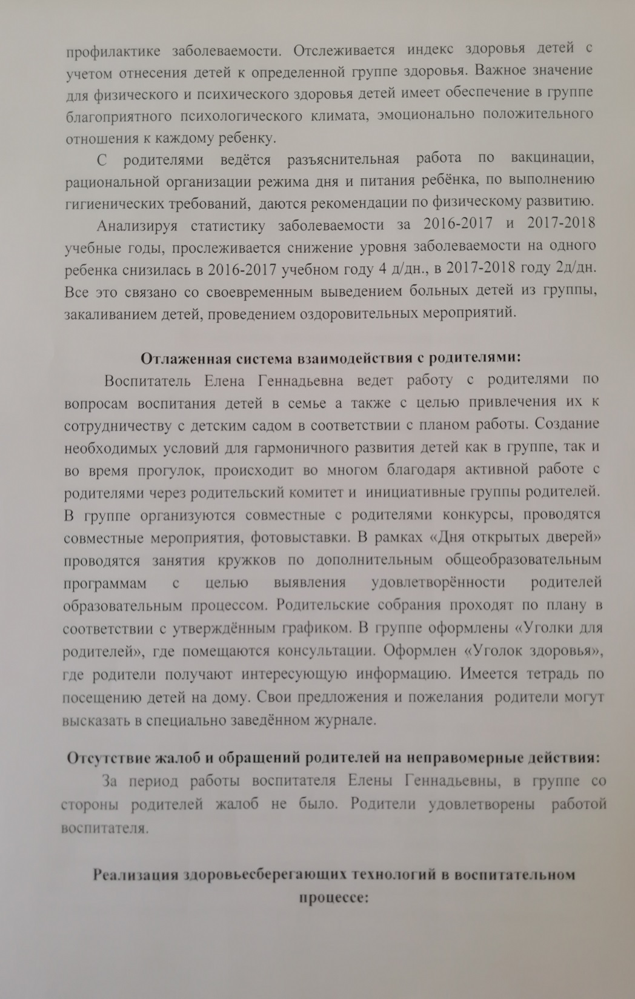 профилактике заболеваемости. Отслеживается индекс здоровья детей с
учетом отнесения детей к определенной группе здоровья. Важное значение
для физического и психического здоровья детей имеет обеспечение в группе
благоприятного психологического климата, эмоционально положительного
отношения к каждому ребенку.
С родителями ведётся разъяснительная работа по вакцинации,
рациональной организации режима дня и питания ребёнка, по выполнению
гигиенических требований, даются рекомендации по физическому развитию.
Анализируя статистику заболеваемости за 2016-2017 и 2017-2018
учебные годы, прослеживается снижение уровня заболеваемости на одного
ребенка снизилась в 2016-2017 учебном году 4 д/дн., в 2017-2018 году 2д/дн.
Все это связано со своевременным выведением больных детей из группы,
закаливанием детей, проведением оздоровительных мероприятий.
Отлаженная система взаимодействия с родителями:
Воспитатель Елена Геннадьевна ведет работу с родителями по
вопросам воспитания детей в семье а также с целью привлечения их к
сотрудничеству с детским садом в соответствии с планом работы. Создание
необходимых условий для гармоничного развития детей как в группе, так и
во время прогулок, происходит во многом благодаря активной работе с
родителями через родительский комитет и инициативные группы родителей.
В группе организуются совместные с родителями конкурсы, проводятся
совместные мероприятия, фотовыставки. В рамках «Дня открытых дверей»
проводятся занятия кружков по дополнительным общеобразовательным
программам с целью выявления удовлетворённости родителей
образовательным процессом. Родительские собрания проходят по плану в
соответствии с утверждённым графиком. В группе оформлены «Уголки для
родителей», где помещаются консультации. Оформлен «Уголок здоровья»,
где родители получают интересующую информацию. Имеется тетрадь по
посещению детей на дому. Свои предложения и пожелания родители могут
высказать в специально заведённом журнале.
Отсутствие жалоб и обращений родителей на неправомерные действия:
За период работы воспитателя Елены Геннадьевны, в группе со
стороны родителей жалоб не было. Родители удовлетворены работой
воспитателя.
Реализация здоровьесберегающих технологий в воспитательном
процессе: